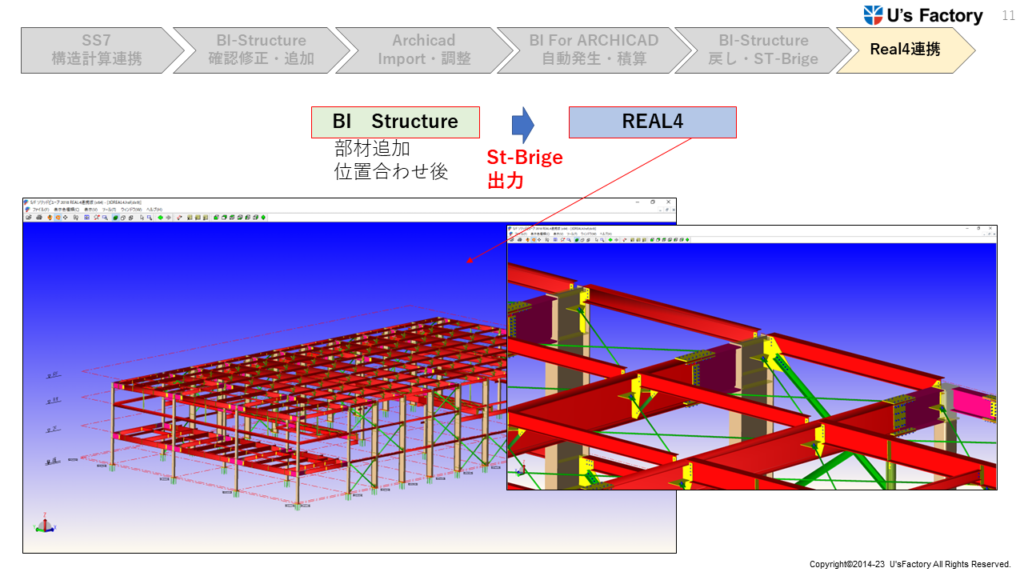 U's Factory
11
SS7
構造計算連携
BI-Structure
確認修正・追加
Archicad
Import・調整
BI For ARCHICAD
自動発生・積算
BI-Structure
戻し・ST-Brige
Real4連携
BI Structure
REAL4
部材追加
位置合わせ後
St-Brige
出力
Copyright©2014-23 U'sFactory All Rights Reserved.